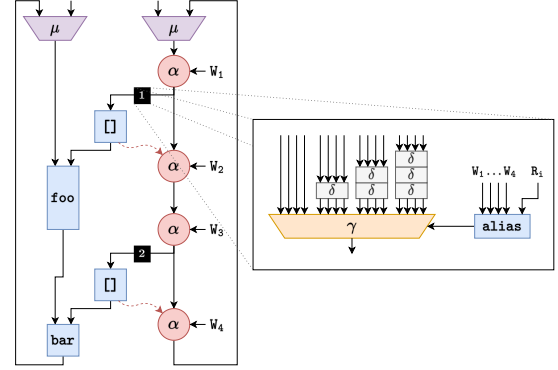 μ μ
α W₁
1
[]
α W₂
foo
α W₃
2
[]
α W₄
bar
δ
δ δ
δ δ δ
W₁...W₄ Rᵢ
γ alias